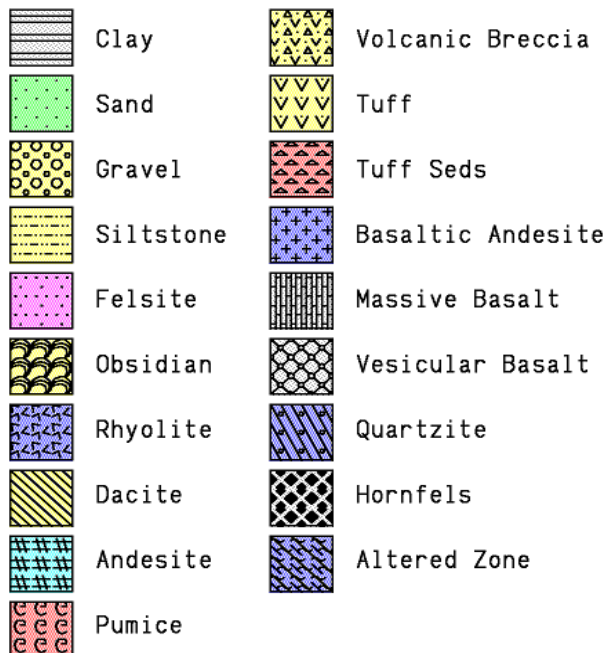 Clay
Sand
Gravel
Siltstone
Felsite
Obsidian
Rhyolite
Dacite
Andesite
Pumice
Volcanic Breccia
Tuff
Tuff Seds
Basaltic Andesite
Massive Basalt
Vesicular Basalt
Quartzite
Hornfels
Altered Zone